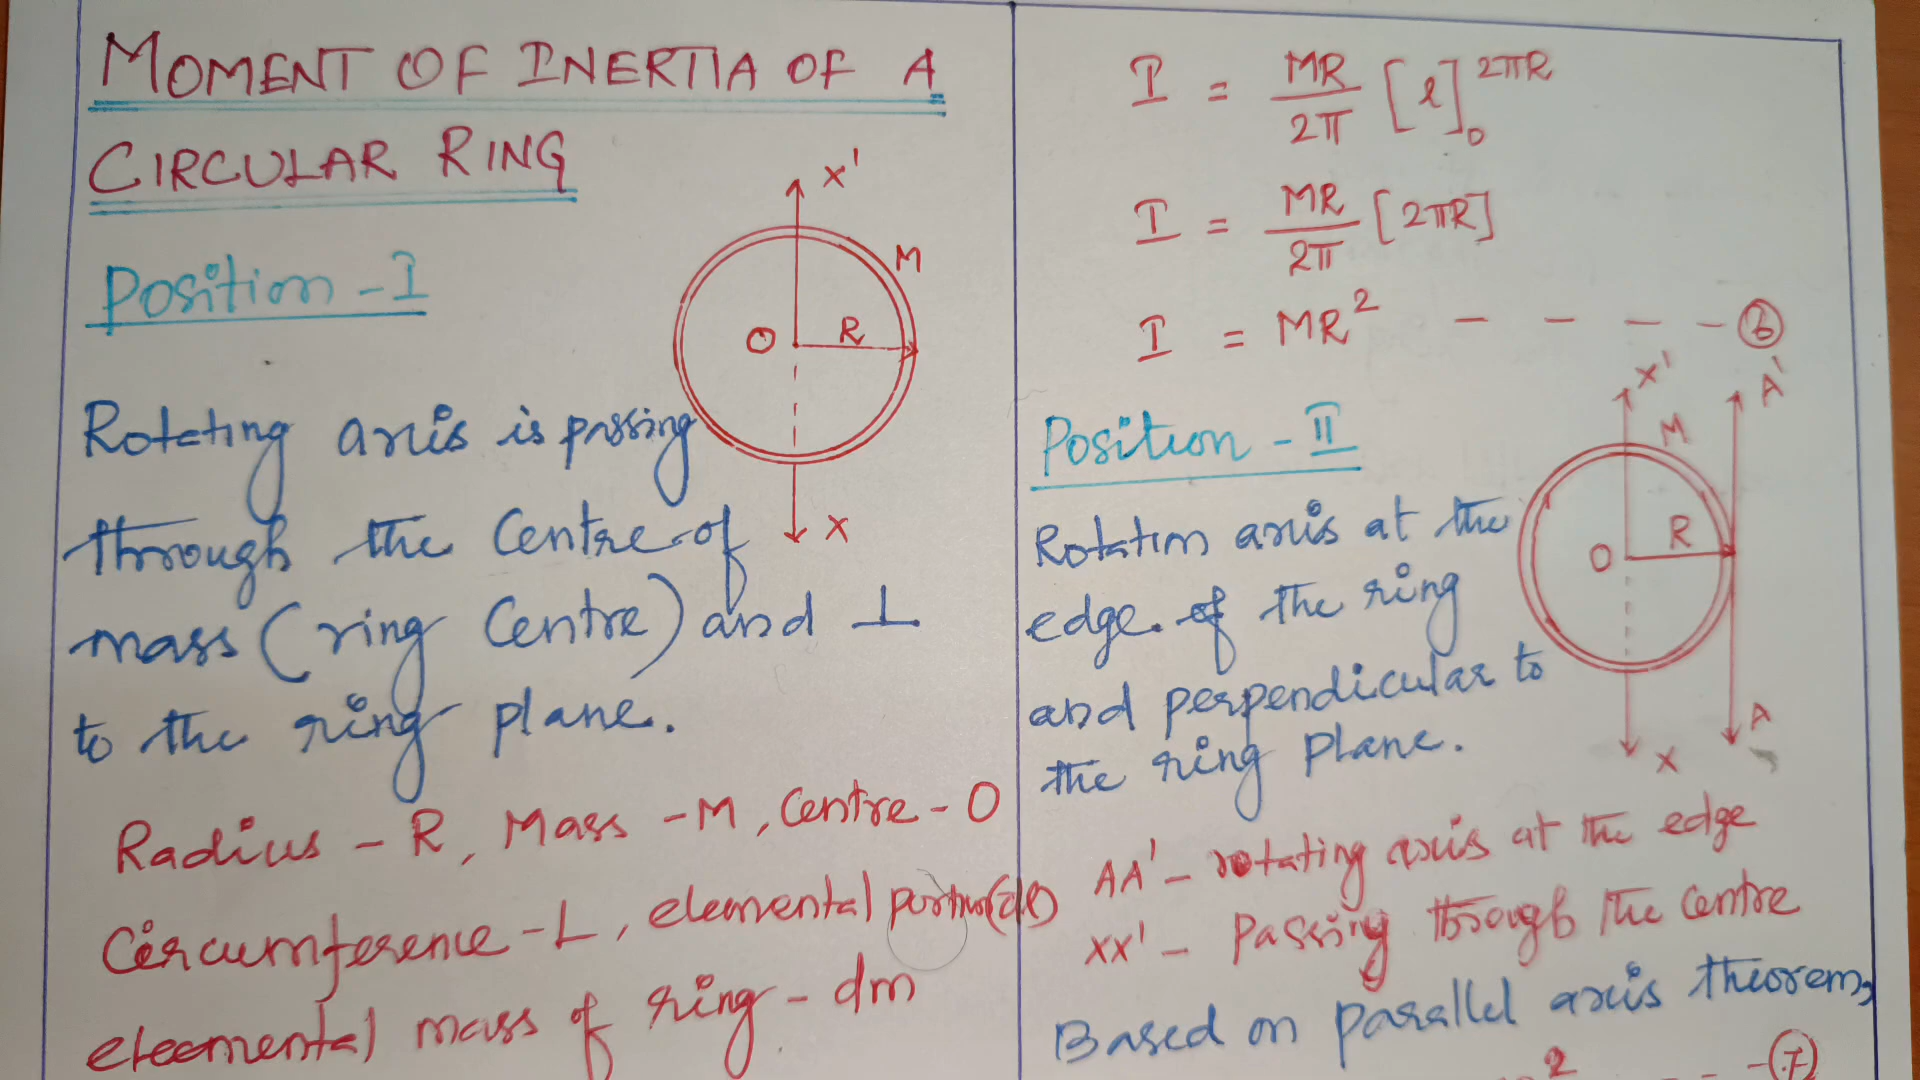 MOMENT OF INERTIA OF A
CIRCULAR RING
Position - I
X'
M
O
R
X
Rotating axis is passing
through the Centre of
mass (ring Centre) and ⊥
to the ring plane.
Radius - R, Mass - M, Centre - O
Circumference - L, elemental portion(dl)
elemental mass of ring - dm
I = MR/2π [l]₀^2πR
I = MR/2π [2πR]
I = MR² - - - - (6)
Position - II
X'
A'
M
O
R
A
X
Rotation axis at the
edge of the ring
and perpendicular to
the ring plane.
AA' - rotating axis at the edge
XX' - Passing through the Centre
Based on parallel axis theorem,
2 - - - (7)